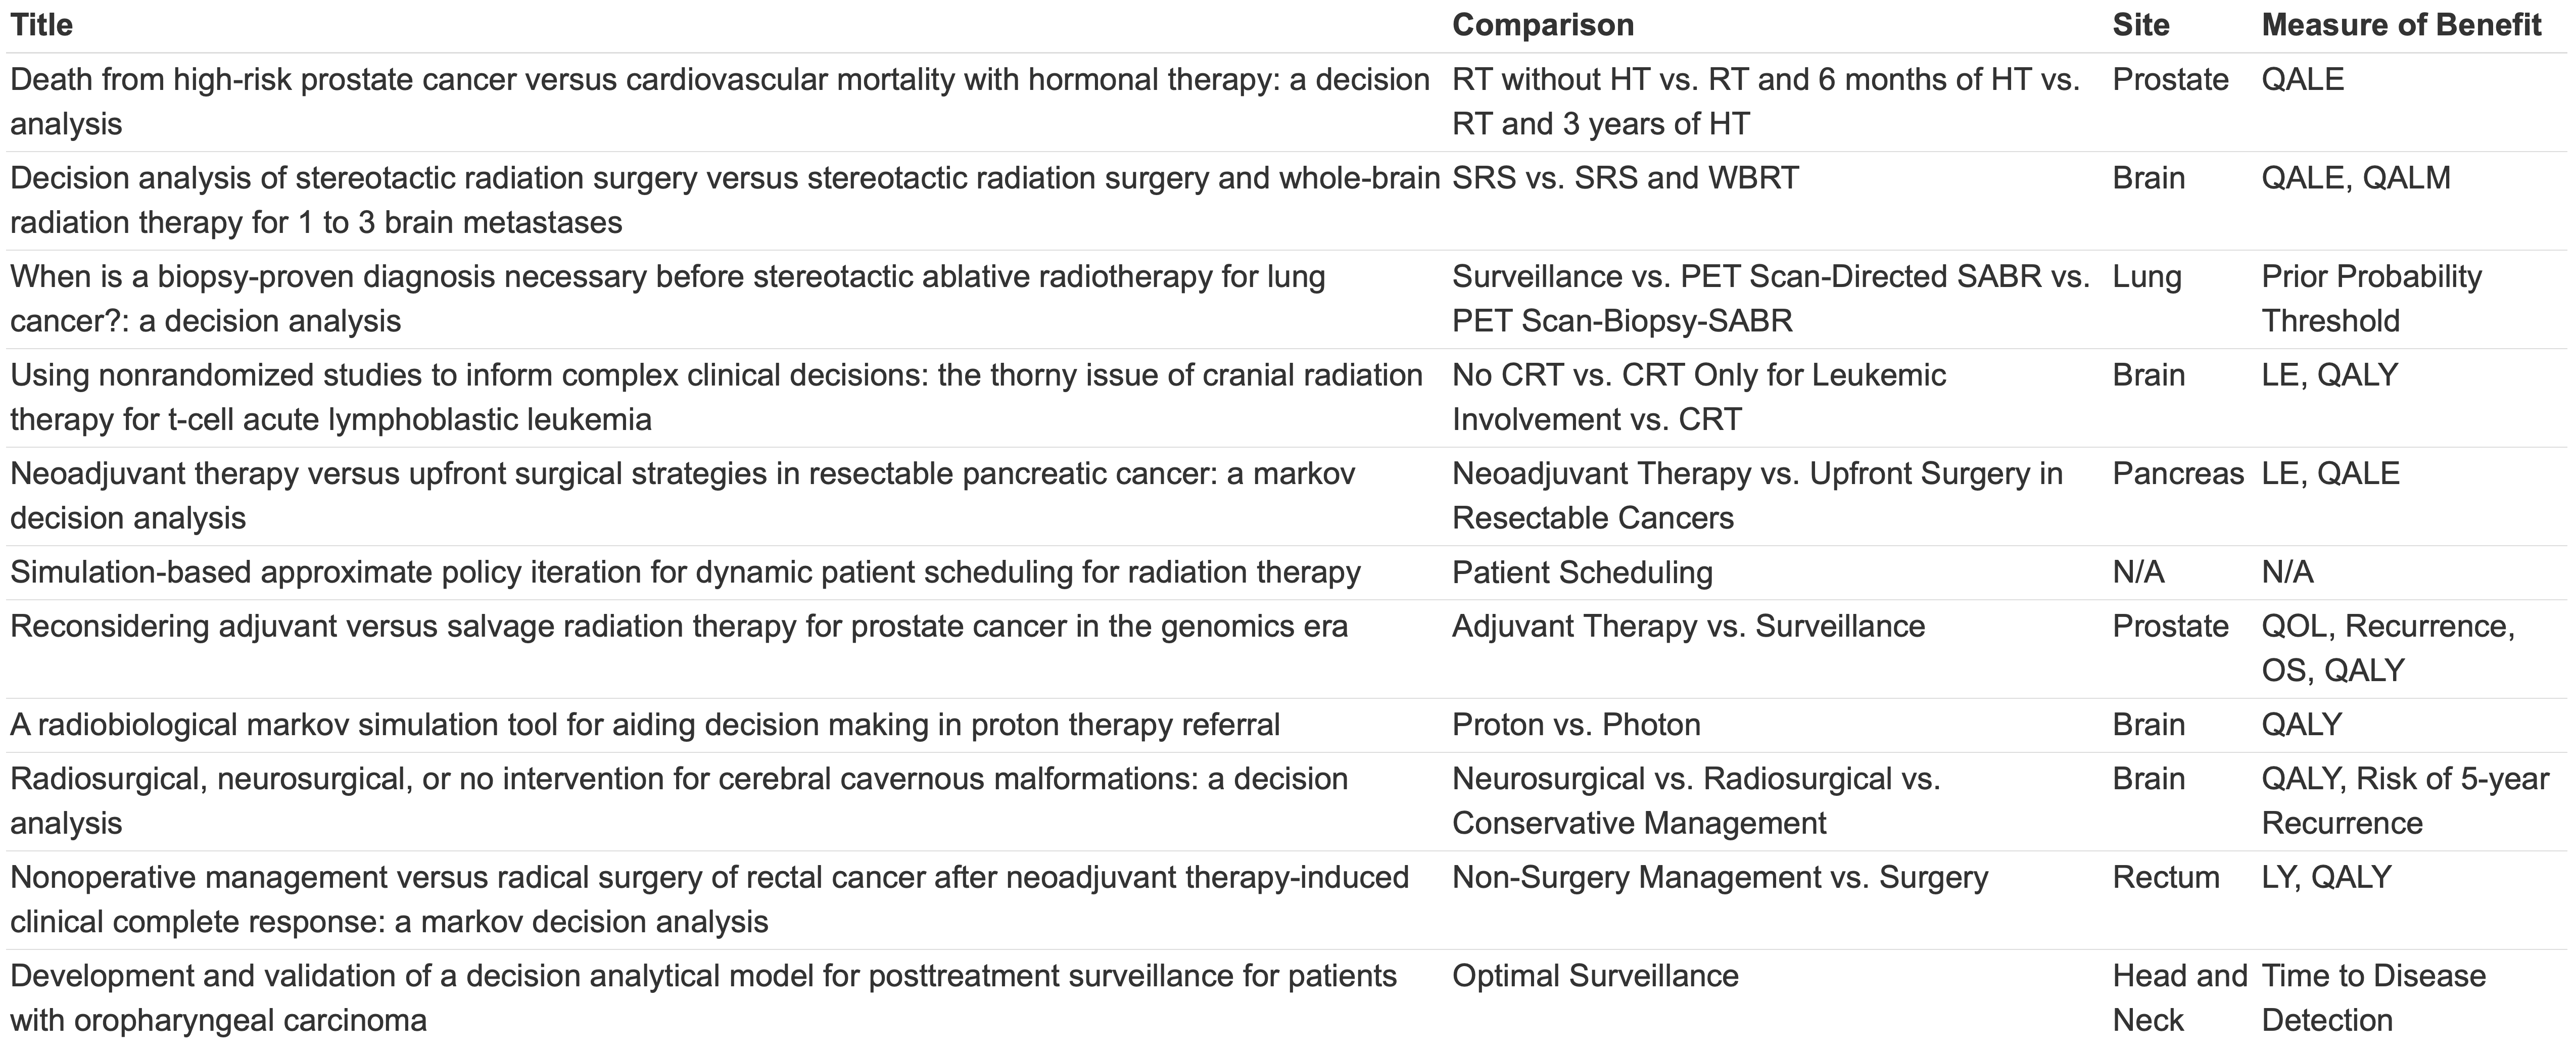 Title Comparison Site Measure of Benefit
Death from high-risk prostate cancer versus cardiovascular mortality with hormonal therapy: a decision RT without HT vs. RT and 6 months of HT vs. Prostate QALE
analysis RT and 3 years of HT
Decision analysis of stereotactic radiation surgery versus stereotactic radiation surgery and whole-brain SRS vs. SRS and WBRT Brain QALE, QALM
radiation therapy for 1 to 3 brain metastases
When is a biopsy-proven diagnosis necessary before stereotactic ablative radiotherapy for lung Surveillance vs. PET Scan-Directed SABR vs. Lung Prior Probability
cancer?: a decision analysis PET Scan-Biopsy-SABR Threshold
Using nonrandomized studies to inform complex clinical decisions: the thorny issue of cranial radiation No CRT vs. CRT Only for Leukemic Brain LE, QALY
therapy for t-cell acute lymphoblastic leukemia Involvement vs. CRT
Neoadjuvant therapy versus upfront surgical strategies in resectable pancreatic cancer: a markov Neoadjuvant Therapy vs. Upfront Surgery in Pancreas LE, QALE
decision analysis Resectable Cancers
Simulation-based approximate policy iteration for dynamic patient scheduling for radiation therapy Patient Scheduling N/A N/A
Reconsidering adjuvant versus salvage radiation therapy for prostate cancer in the genomics era Adjuvant Therapy vs. Surveillance Prostate QOL, Recurrence,
OS, QALY
A radiobiological markov simulation tool for aiding decision making in proton therapy referral Proton vs. Photon Brain QALY
Radiosurgical, neurosurgical, or no intervention for cerebral cavernous malformations: a decision Neurosurgical vs. Radiosurgical vs. Brain QALY, Risk of 5-year
analysis Conservative Management Recurrence
Nonoperative management versus radical surgery of rectal cancer after neoadjuvant therapy-induced Non-Surgery Management vs. Surgery Rectum LY, QALY
clinical complete response: a markov decision analysis
Development and validation of a decision analytical model for posttreatment surveillance for patients Optimal Surveillance Head and Time to Disease
with oropharyngeal carcinoma Neck Detection